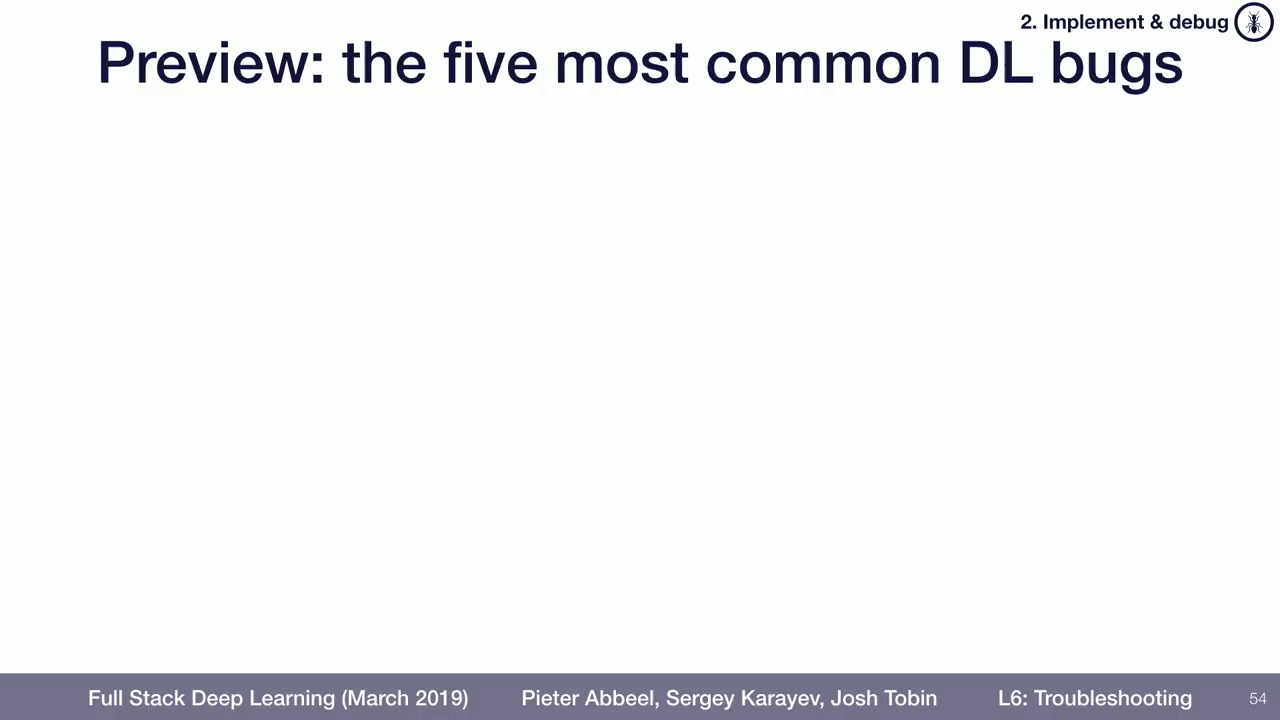 2. Implement & debug
Preview: the five most common DL bugs
Full Stack Deep Learning (March 2019) Pieter Abbeel, Sergey Karayev, Josh Tobin L6: Troubleshooting 54